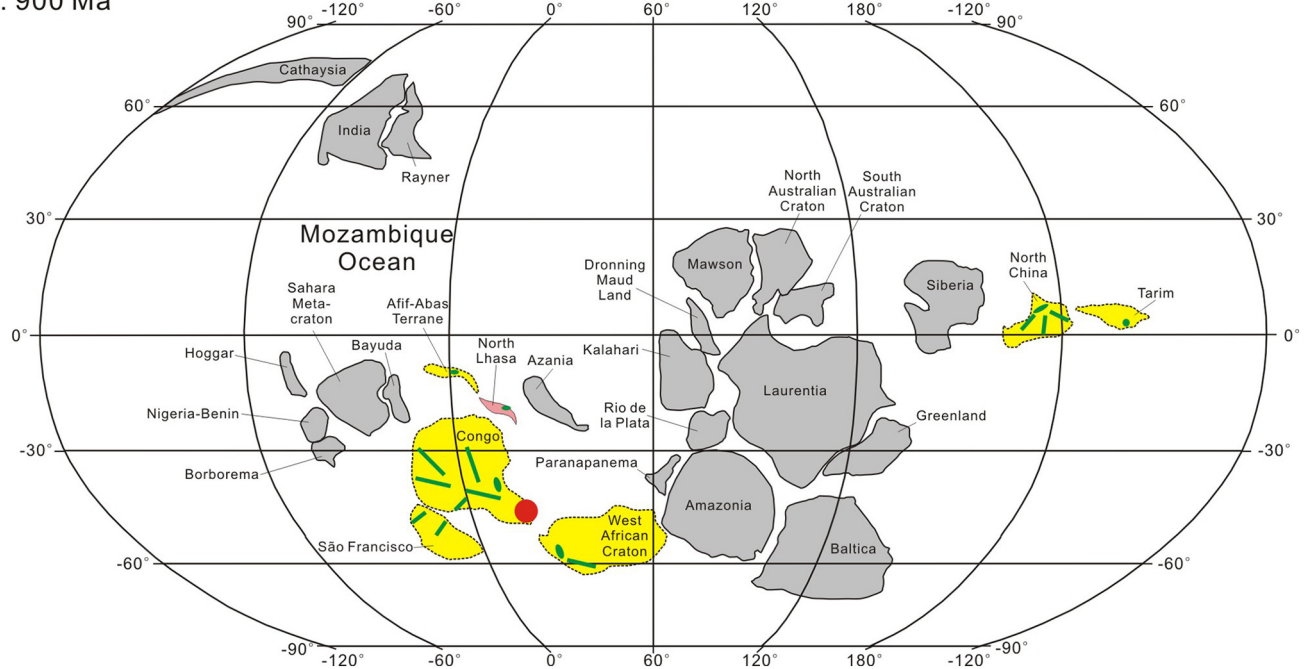 : 900 Ma
90° -120° -60° 0° 60° 120° 180° -120° 90°
Cathaysia
60° 60°
India
Rayner
North
Australian
Craton
South
Australian
Craton
30° 30°
Mozambique
Ocean
Mawson
Dronning
Maud
Land
Siberia
North
China
Tarim
Sahara
Meta-
craton
Afif-Abas
Terrane
0° 0°
Hoggar
Bayuda
North
Lhasa
Azania
Kalahari
Laurentia
Nigeria-Benin
Rio de
la Plata
Greenland
Congo
-30° -30°
Borborema
Paranapanema
Amazonia
West
African
Craton
São Francisco
Baltica
-60° -60°
-90° -120° -60° 0° 60° 120° 180° -120° -90°